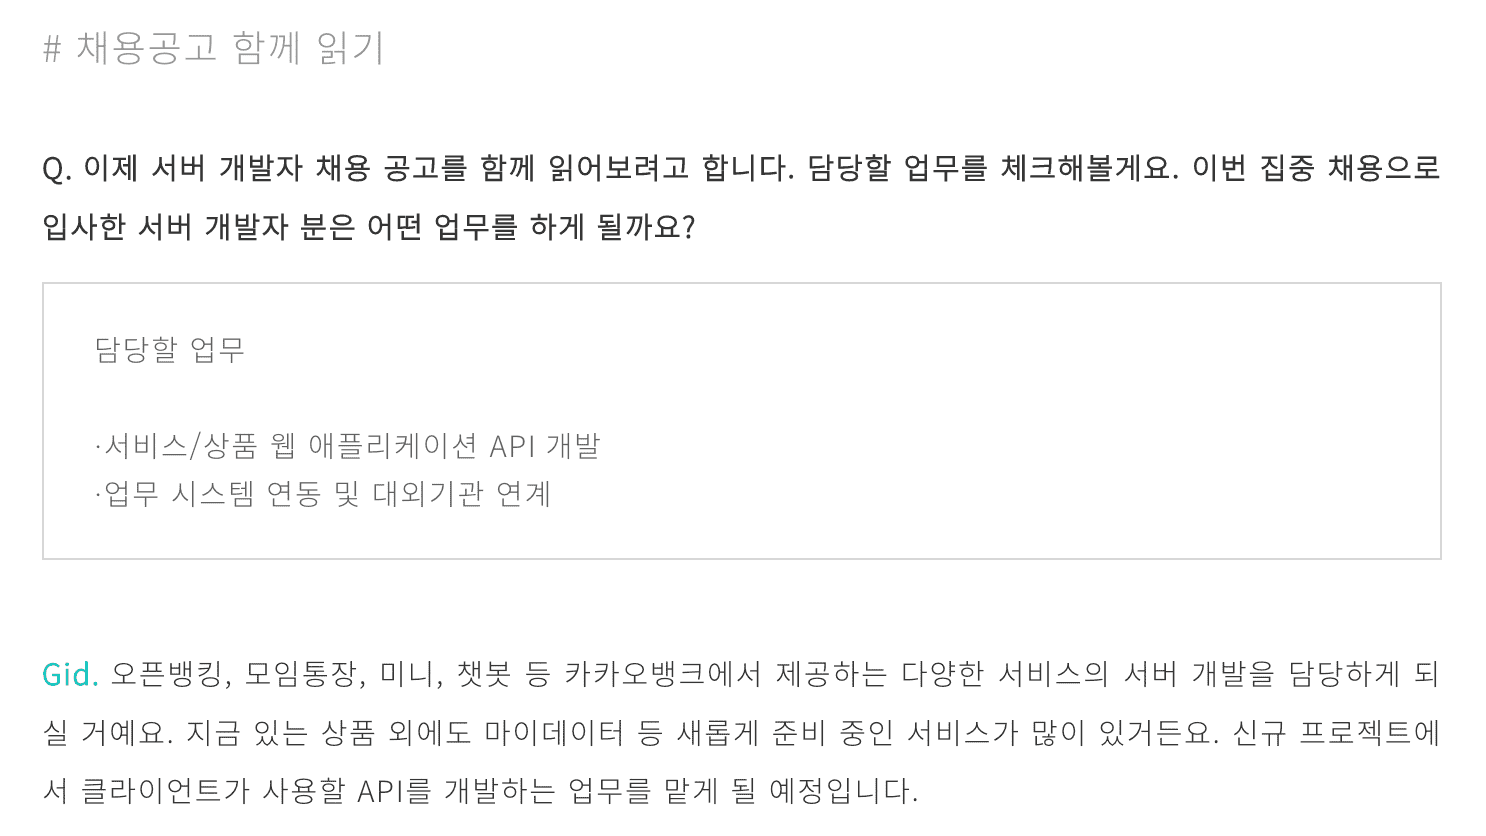 # 채용공고 함께 읽기
Q. 이제 서버 개발자 채용 공고를 함께 읽어보려고 합니다. 담당할 업무를 체크해볼게요. 이번 집중 채용으로
입사한 서버 개발자 분은 어떤 업무를 하게 될까요?
담당할 업무
·서비스/상품 웹 애플리케이션 API 개발
·업무 시스템 연동 및 대외기관 연계
Gid. 오픈뱅킹, 모임통장, 미니, 챗봇 등 카카오뱅크에서 제공하는 다양한 서비스의 서버 개발을 담당하게 되
실 거예요. 지금 있는 상품 외에도 마이데이터 등 새롭게 준비 중인 서비스가 많이 있거든요. 신규 프로젝트에
서 클라이언트가 사용할 API를 개발하는 업무를 맡게 될 예정입니다.